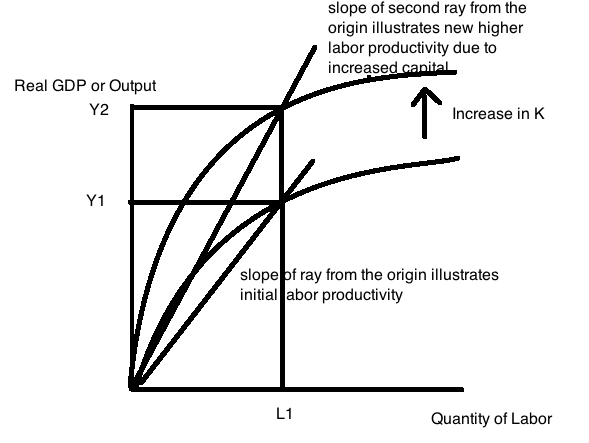 slope of second ray from the
origin illustrates new higher
labor productivity due to
increased capital
Real GDP or Output
Y2
Increase in K
Y1
slope of ray from the origin illustrates
initial labor productivity
L1
Quantity of Labor